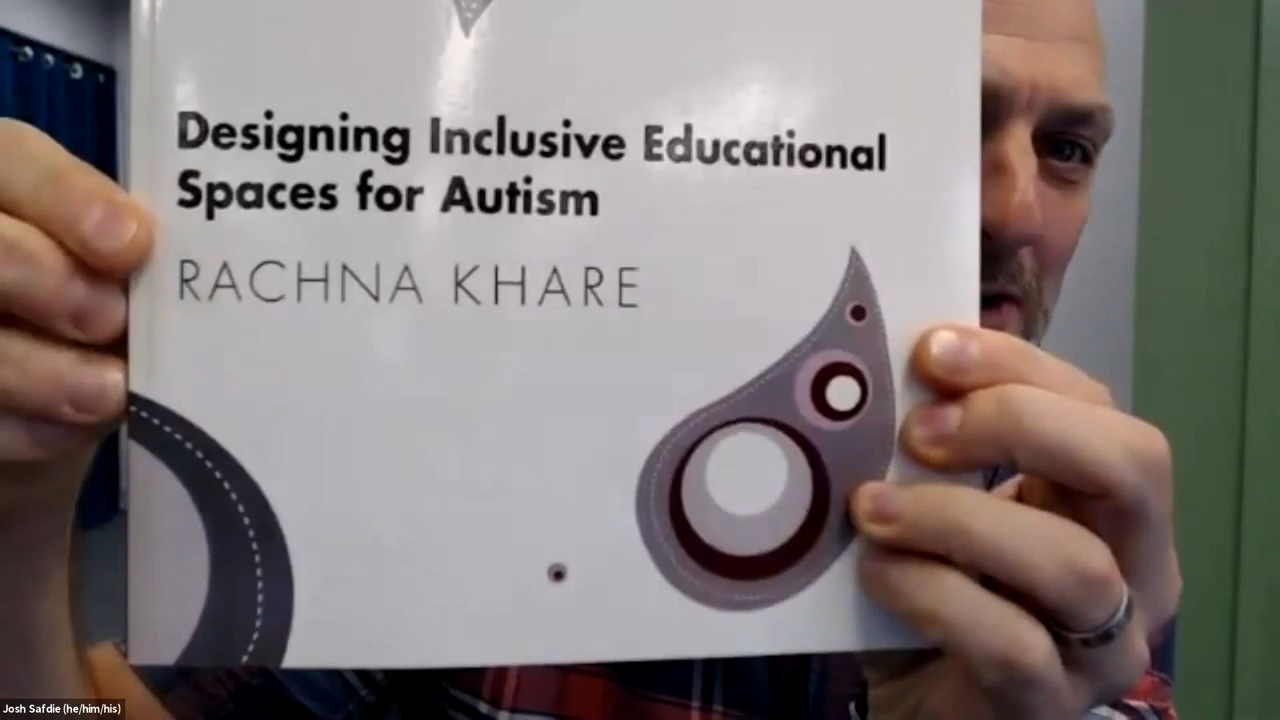 Designing Inclusive Educational
Spaces for Autism
RACHNA KHARE
Josh Safdie (he/him/his)